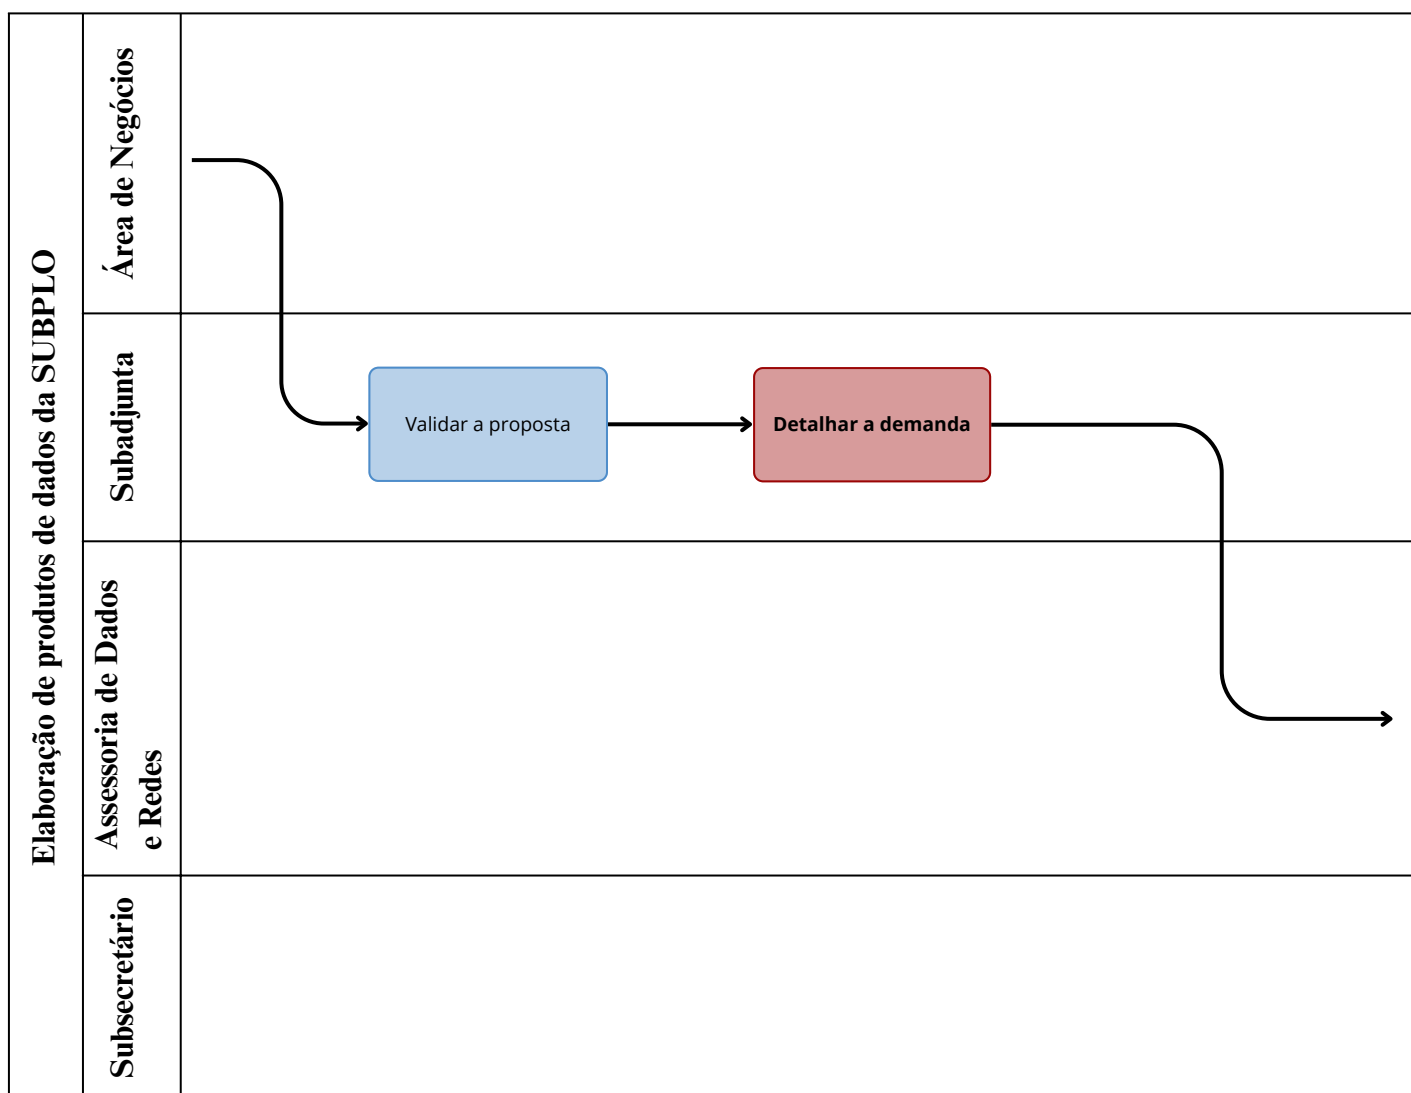 Elaboração de produtos de dados da SUBPLO
Área de Negócios
Subadjunta
Validar a proposta
Detalhar a demanda
Assessoria de Dados
e Redes
Subsecretário